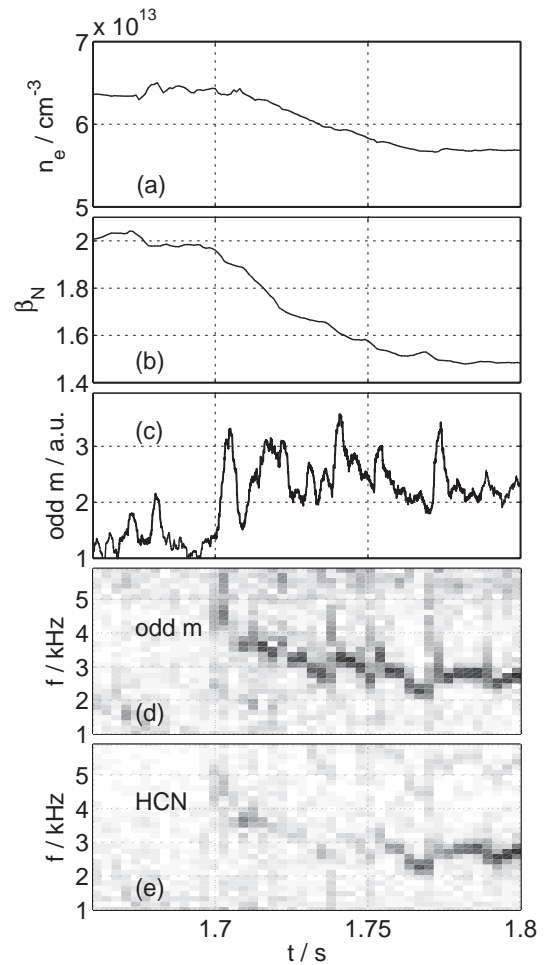 x 10^13
7
6
5
n_e / cm^-3
(a)
2
1.8
1.6
1.4
β_N
(b)
(c)
3
2
1
odd m / a.u.
odd m
5
4
3
2
1
f / kHz
(d)
HCN
5
4
3
2
1
f / kHz
(e)
1.7
1.75
1.8
t / s